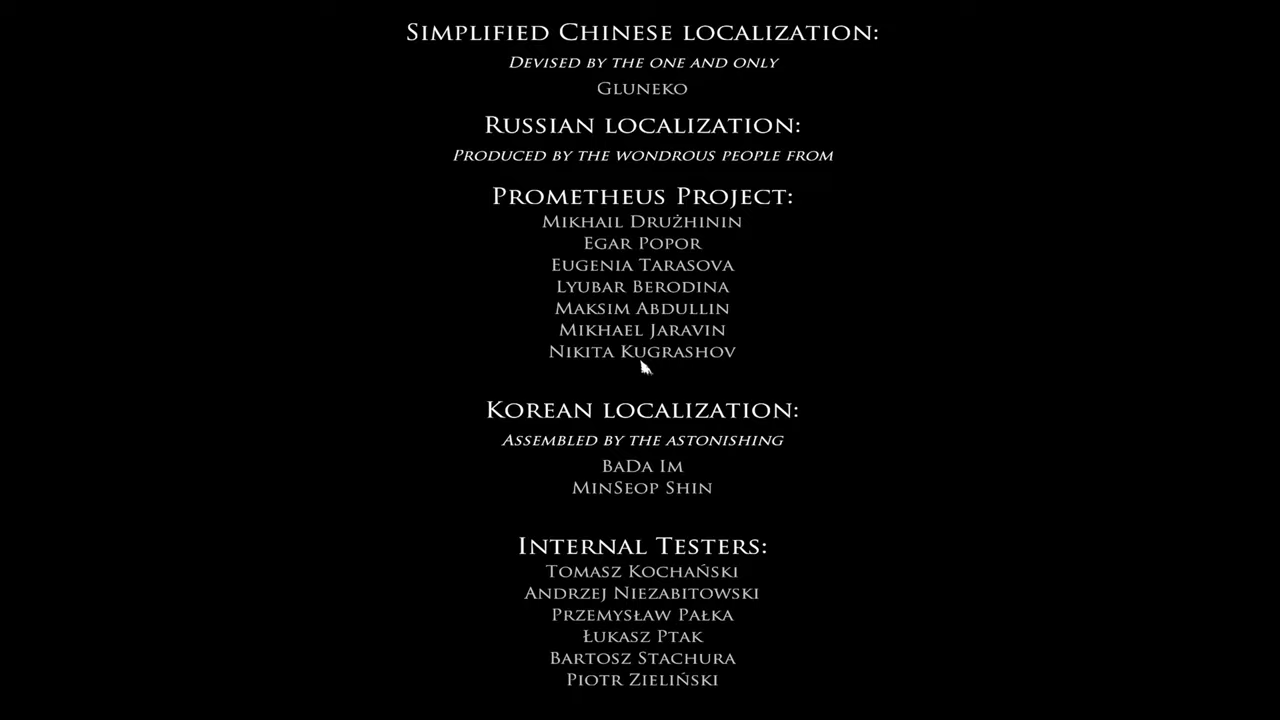 Simplified Chinese localization:
Devised by the one and only
Gluneko
Russian localization:
Produced by the wondrous people from
Prometheus Project:
Mikhail Drużhinin
Egar Popor
Eugenia Tarasova
Lyubar Berodina
Maksim Abdullin
Mikhael Jaravin
Nikita Kugrashov
Korean localization:
Assembled by the astonishing
BaDa Im
MinSeop Shin
Internal Testers:
Tomasz Kochański
Andrzej Niezabitowski
Przemysław Pałka
Łukasz Ptak
Bartosz Stachura
Piotr Zieliński